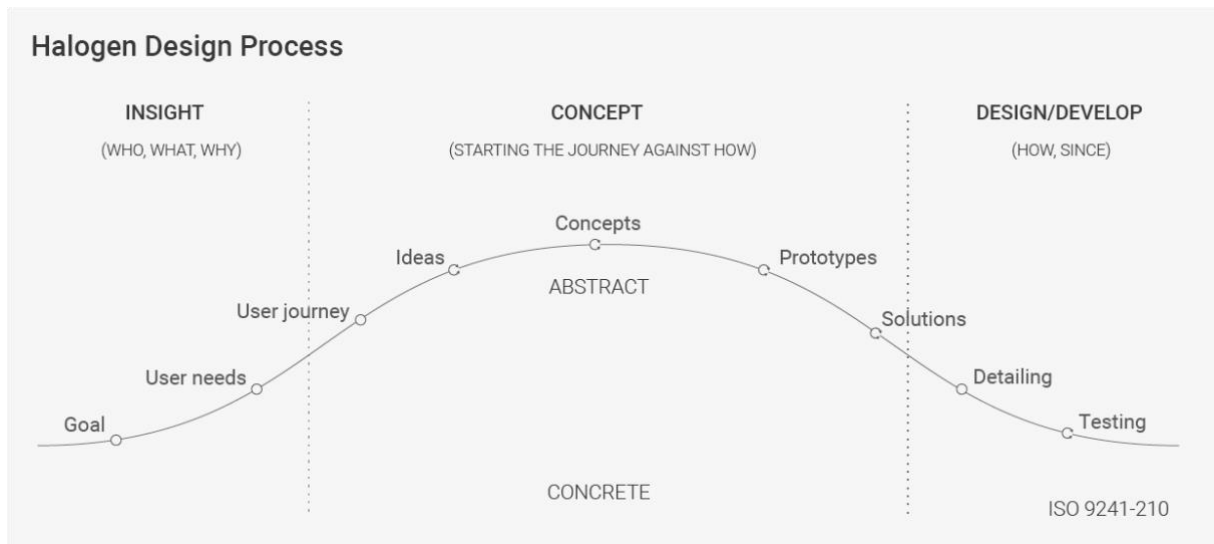 Halogen Design Process
INSIGHT
(WHO, WHAT, WHY)
CONCEPT
(STARTING THE JOURNEY AGAINST HOW)
DESIGN/DEVELOP
(HOW, SINCE)
Goal
User needs
User journey
Ideas
Concepts
ABSTRACT
Prototypes
Solutions
Detailing
Testing
CONCRETE
ISO 9241-210